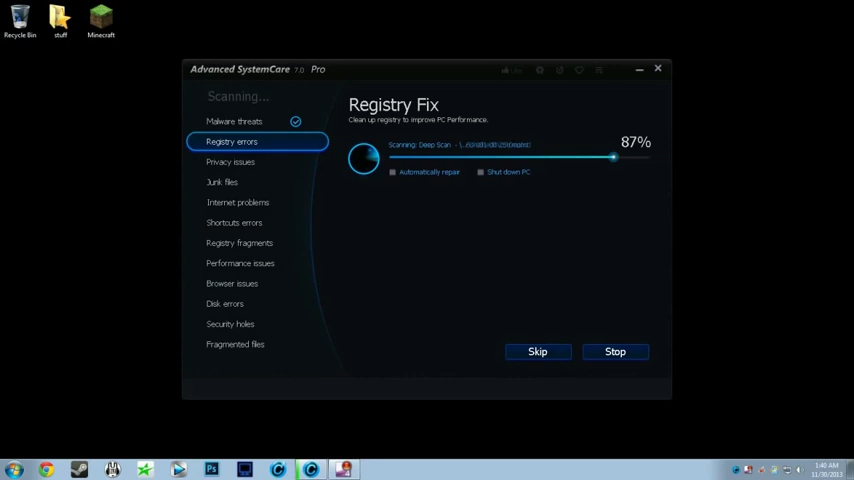 Recycle Bin
stuff
Minecraft
Advanced SystemCare 7.0 Pro
Scanning...
Malware threats
Registry errors
Privacy issues
Junk files
Internet problems
Shortcuts errors
Registry fragments
Performance issues
Browser issues
Disk errors
Security holes
Fragmented files
Registry Fix
Clean up registry to improve PC Performance.
Scanning: Deep Scan
87%
Automatically repair
Shut down PC
Skip
Stop
Ps
1:40 AM
11/30/2013